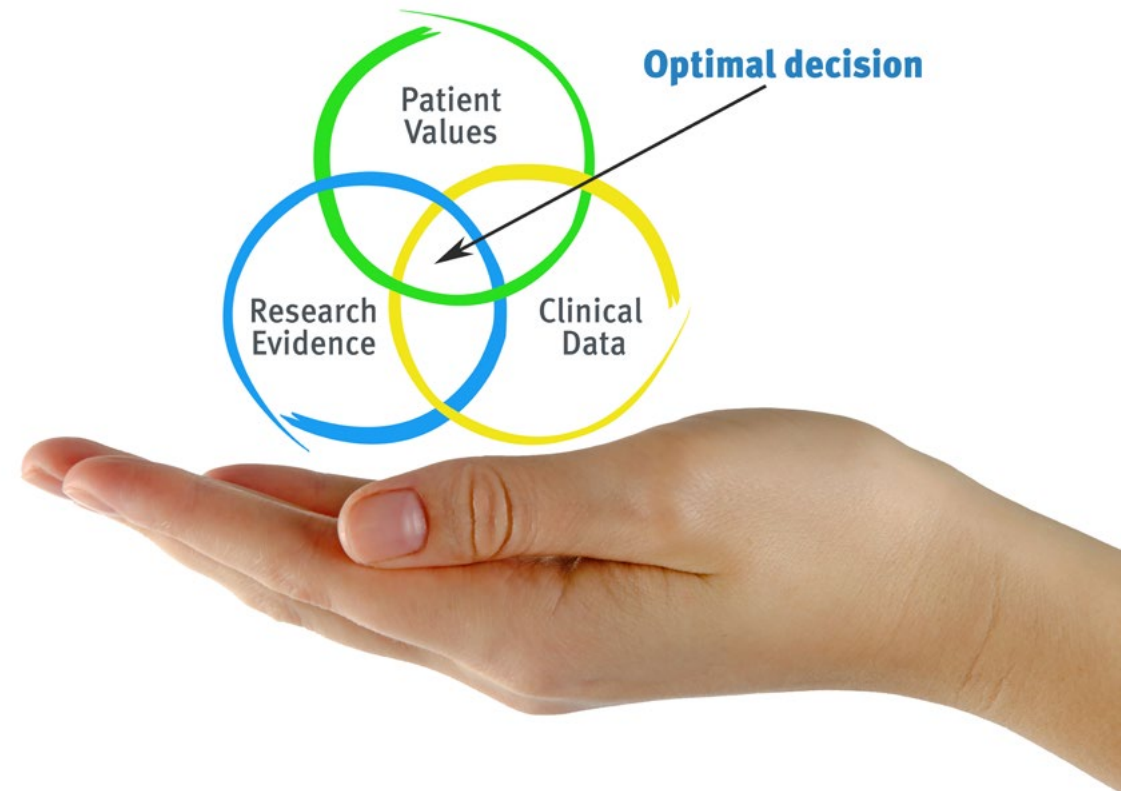 Optimal decision
Patient
Values
Research
Evidence
Clinical
Data